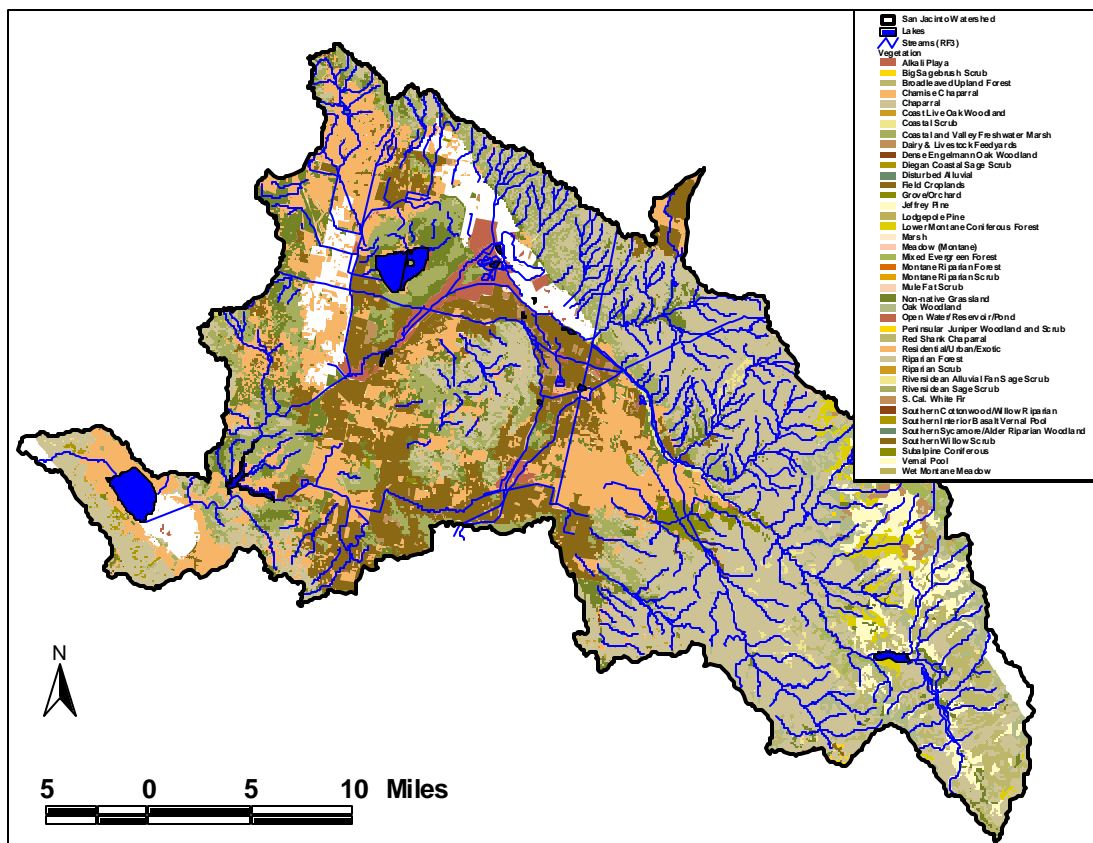 San Jacinto Watershed
Lakes
Streams (RF3)
Vegetation
Alkali Playa
Big Sagebrush Scrub
Broadleaved Upland Forest
Chamise Chaparral
Chaparral
Coast Live Oak Woodland
Coastal Scrub
Coastal and Valley Freshwater Marsh
Dairy & Livestock Feedyards
Dense Engelmann Oak Woodland
Diegan Coastal Sage Scrub
Disturbed Alluvial
Field Croplands
Grove/Orchard
Jeffrey Pine
Lodgepole Pine
Lower Montane Coniferous Forest
Marsh
Meadow (Montane)
Mixed Evergreen Forest
Montane Riparian Forest
Montane Riparian Scrub
Mule Fat Scrub
Non-native Grassland
Oak Woodland
Open Water/Reservoir/Pond
Peninsular Juniper Woodland and Scrub
Red Shank Chaparral
Residential/Urban/Exotic
Riparian Forest
Riparian Scrub
Riversidean Alluvial Fan Sage Scrub
Riversidean Sage Scrub
S. Cal. White Fir
Southern Cottonwood/Willow Riparian
Southern Interior Basalt Vernal Pool
Southern Sycamore/Alder Riparian Woodland
Southern Willow Scrub
Subalpine Coniferous
Vernal Pool
Wet Montane Meadow
N
5 0 5 10 Miles